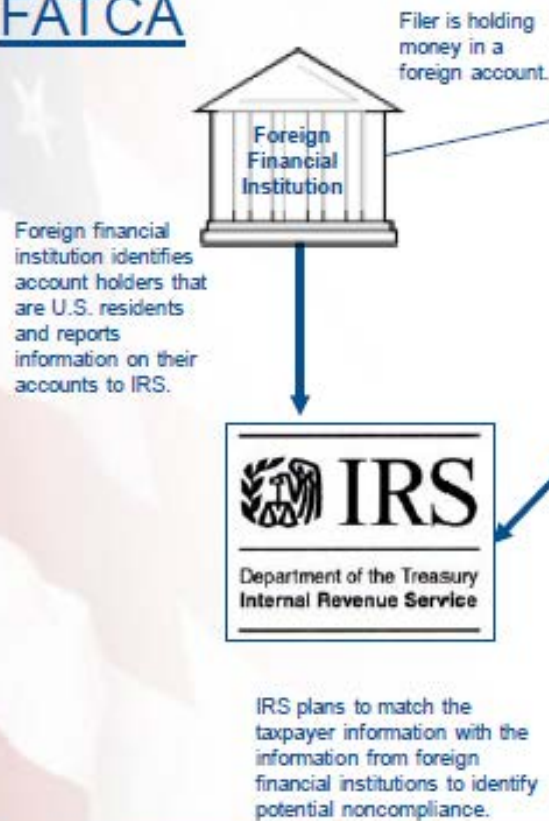 FATCA
Filer is holding
money in a
foreign account.
Foreign
Financial
Institution
Foreign financial
institution identifies
account holders that
are U.S. residents
and reports
information on their
accounts to IRS.
IRS
Department of the Treasury
Internal Revenue Service
IRS plans to match the
taxpayer information with the
information from foreign
financial institutions to identify
potential noncompliance.